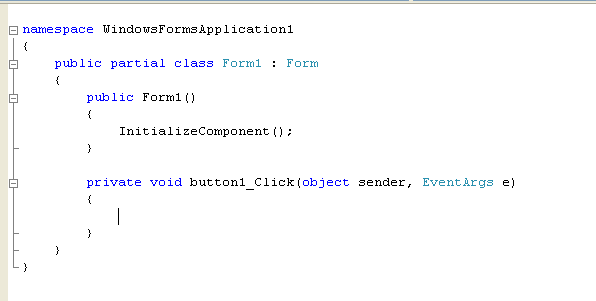 namespace WindowsFormsApplication1
{
    public partial class Form1 : Form
    {
        public Form1()
        {
            InitializeComponent();
        }

        private void button1_Click(object sender, EventArgs e)
        {

        }
    }
}